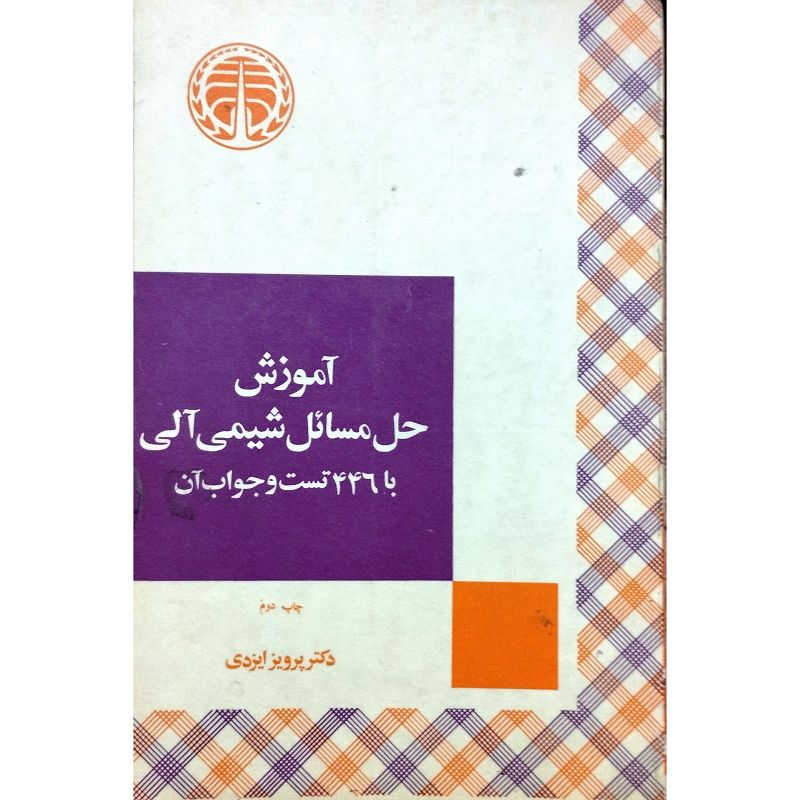 آموزش
حل مسائل شیمی آلی
با ۴۴۶ تست و جواب آن
چاپ دوم
دکتر پرویز ایزدی